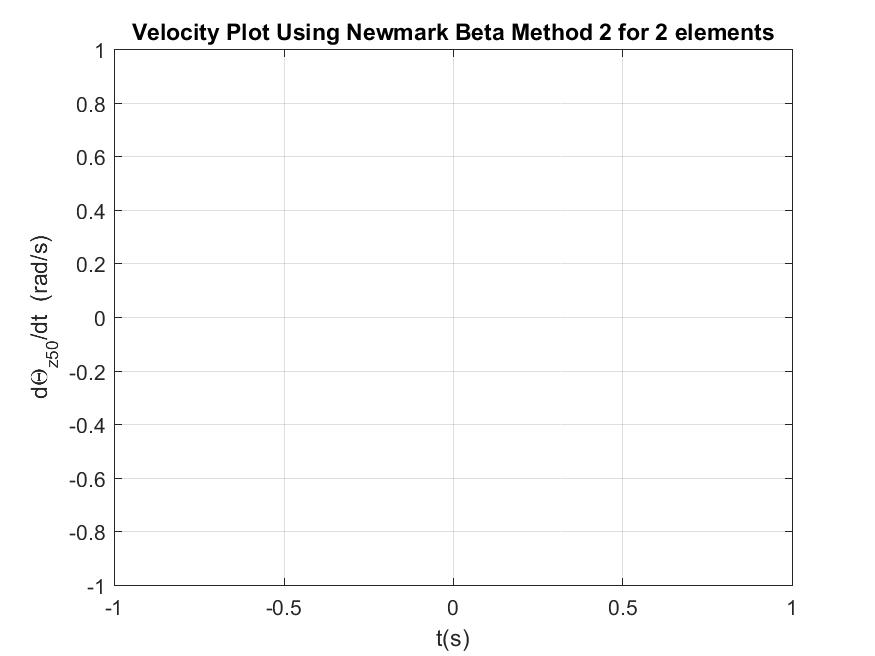 Velocity Plot Using Newmark Beta Method 2 for 2 elements
1
0.8
0.6
0.4
0.2
0
-0.2
-0.4
-0.6
-0.8
-1
dΘz50/dt (rad/s)
-1 -0.5 0 0.5 1
t(s)